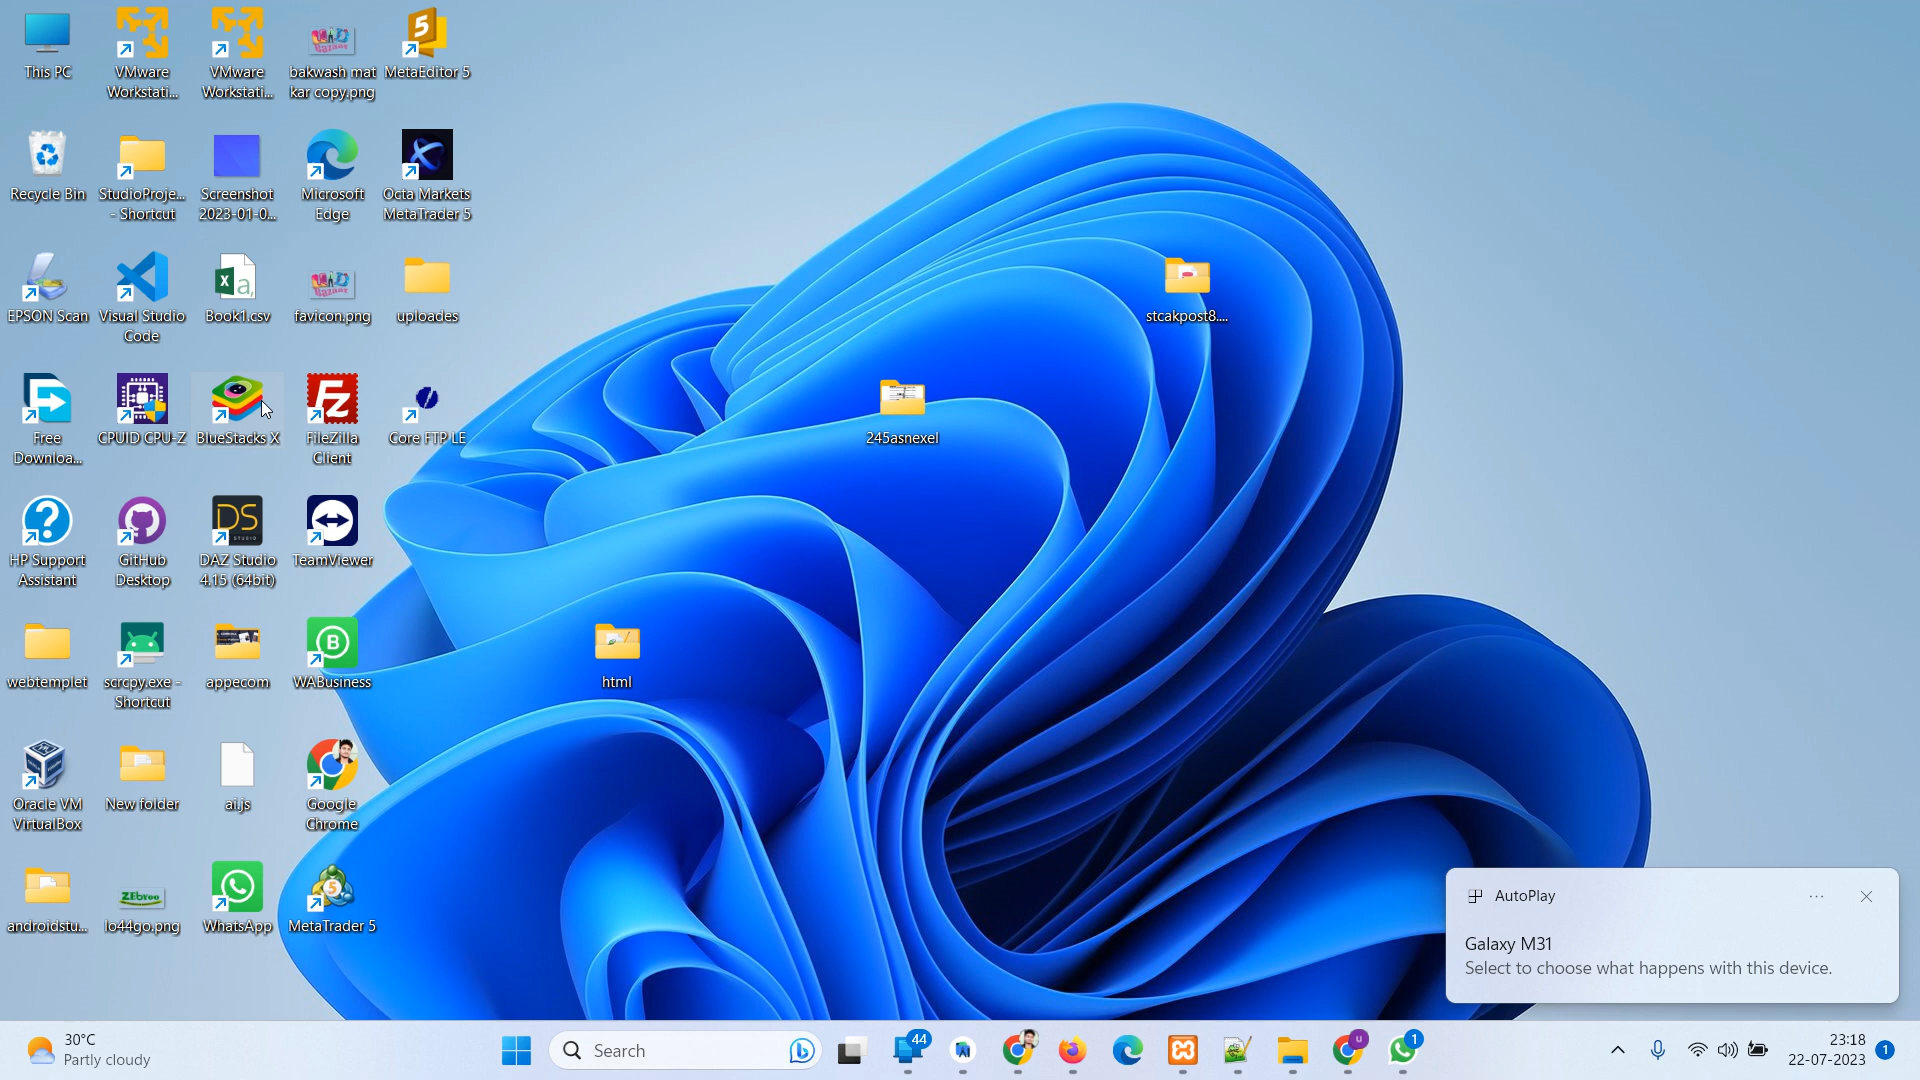 This PC
VMware
Workstati...
VMware
Workstati...
bakwash mat
kar copy.png
MetaEditor 5
Recycle Bin
StudioProje...
- Shortcut
Screenshot
2023-01-0...
Microsoft
Edge
Octa Markets
MetaTrader 5
EPSON Scan
Visual Studio
Code
Book1.csv
favicon.png
uploades
stcakpost8....
Free
Downloa...
CPUID CPU-Z
BlueStacks X
FileZilla
Client
Core FTP LE
245asnexel
HP Support
Assistant
GitHub
Desktop
DS
STUDIO
DAZ Studio
4.15 (64bit)
TeamViewer
webtemplet
scrcpy.exe -
Shortcut
appecom
WABusiness
html
Oracle VM
VirtualBox
New folder
ai.js
Google
Chrome
androidstu...
ZEbree
lo44go.png
WhatsApp
MetaTrader 5
AutoPlay
Galaxy M31
Select to choose what happens with this device.
30°C
Partly cloudy
Search
44
1
23:18
22-07-2023
1